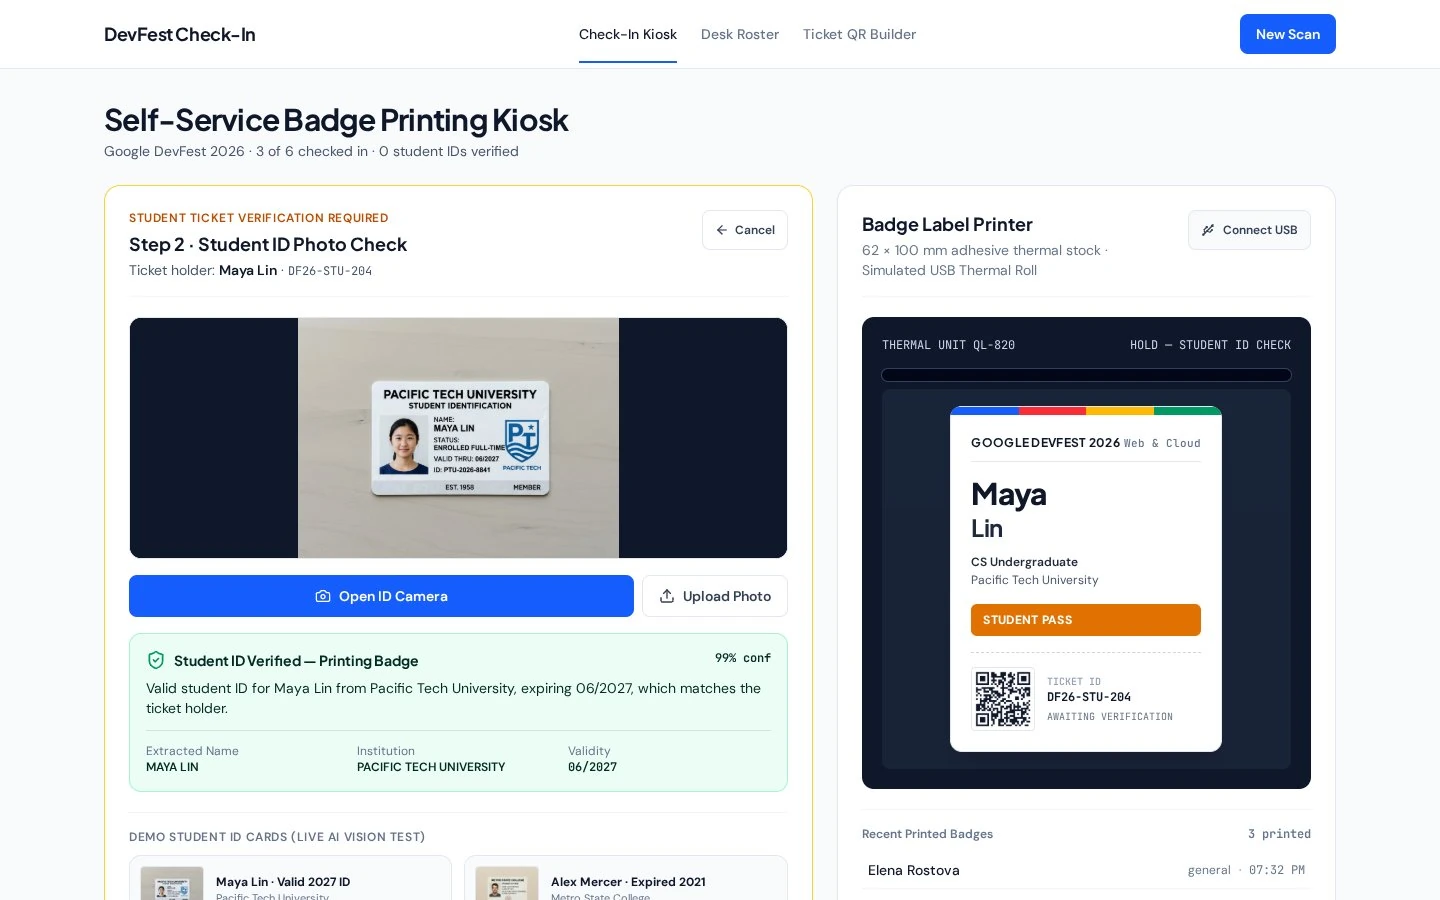 DevFest Check-In
Check-In Kiosk
Desk Roster
Ticket QR Builder
New Scan
Self-Service Badge Printing Kiosk
Google DevFest 2026 · 3 of 6 checked in · 0 student IDs verified
STUDENT TICKET VERIFICATION REQUIRED
Step 2 · Student ID Photo Check
Ticket holder: Maya Lin · DF26-STU-204
Cancel
PACIFIC TECH UNIVERSITY
STUDENT IDENTIFICATION
NAME:
MAYA LIN
STATUS:
ENROLLED FULL-TIME
VALID THRU: 06/2027
ID: PTU-2026-8841
PT
PACIFIC TECH
EST. 1958
MEMBER
Open ID Camera
Upload Photo
Student ID Verified — Printing Badge
99% conf
Valid student ID for Maya Lin from Pacific Tech University, expiring 06/2027, which matches the
ticket holder.
Extracted Name
MAYA LIN
Institution
PACIFIC TECH UNIVERSITY
Validity
06/2027
DEMO STUDENT ID CARDS (LIVE AI VISION TEST)
Maya Lin · Valid 2027 ID
Pacific Tech University
Alex Mercer · Expired 2021
Metro State College
Badge Label Printer
62 × 100 mm adhesive thermal stock ·
Simulated USB Thermal Roll
Connect USB
THERMAL UNIT QL-820
HOLD — STUDENT ID CHECK
GOOGLE DEVFEST 2026
Web & Cloud
Maya
Lin
CS Undergraduate
Pacific Tech University
STUDENT PASS
TICKET ID
DF26-STU-204
AWAITING VERIFICATION
Recent Printed Badges
3 printed
Elena Rostova
general · 07:32 PM